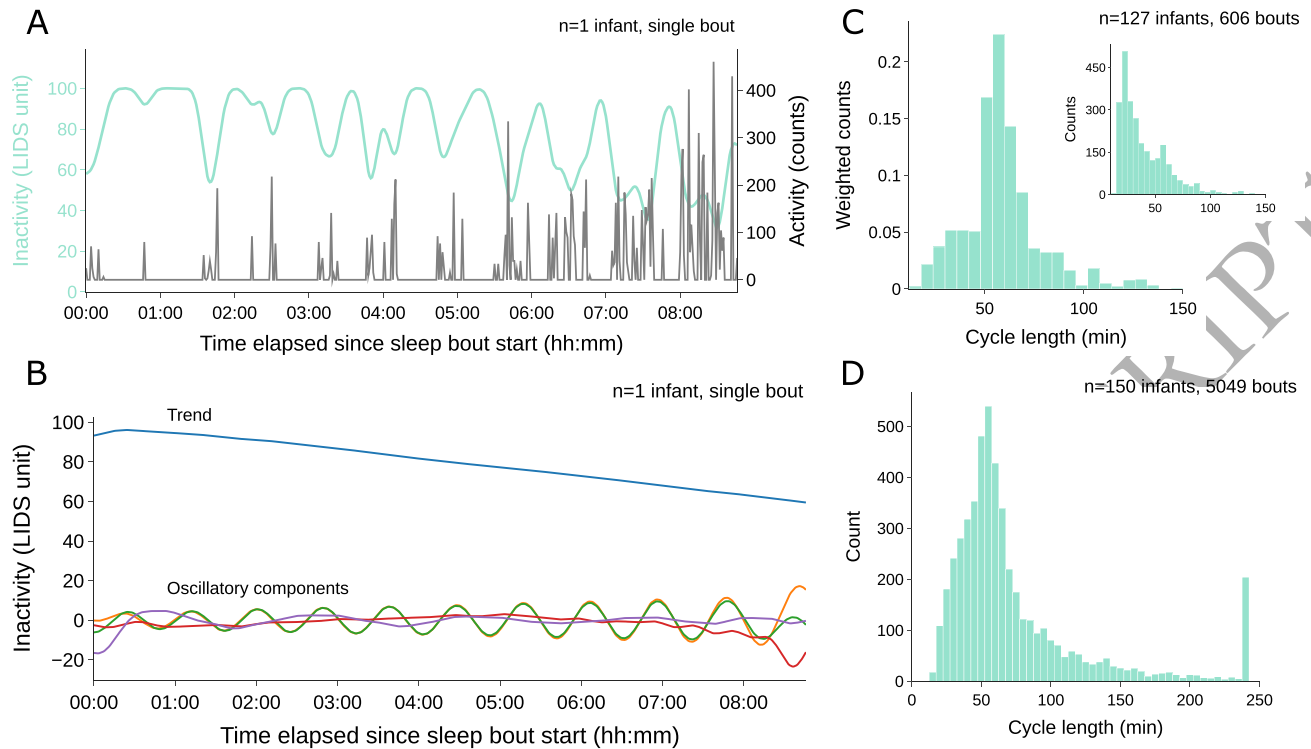 A
n=1 infant, single bout
Inactivity (LIDS unit)
100
80
60
40
20
0
Activity (counts)
400
300
200
100
0
00:00 01:00 02:00 03:00 04:00 05:00 06:00 07:00 08:00
Time elapsed since sleep bout start (hh:mm)
B
n=1 infant, single bout
Inactivity (LIDS unit)
100
80
60
40
20
0
−20
Trend
Oscillatory components
00:00 01:00 02:00 03:00 04:00 05:00 06:00 07:00 08:00
Time elapsed since sleep bout start (hh:mm)
C
n=127 infants, 606 bouts
Weighted counts
0.2
0.15
0.1
0.05
0
50 100 150
Cycle length (min)
Counts
450
300
150
0
50 100 150
D
n=150 infants, 5049 bouts
Count
500
400
300
200
100
0
0 50 100 150 200 250
Cycle length (min)